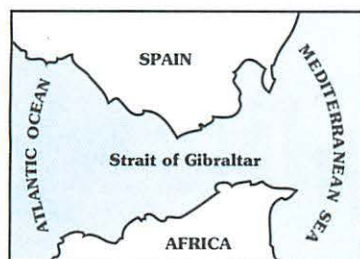 SPAIN
ATLANTIC OCEAN
Strait of Gibraltar
MEDITERRANEAN SEA
AFRICA